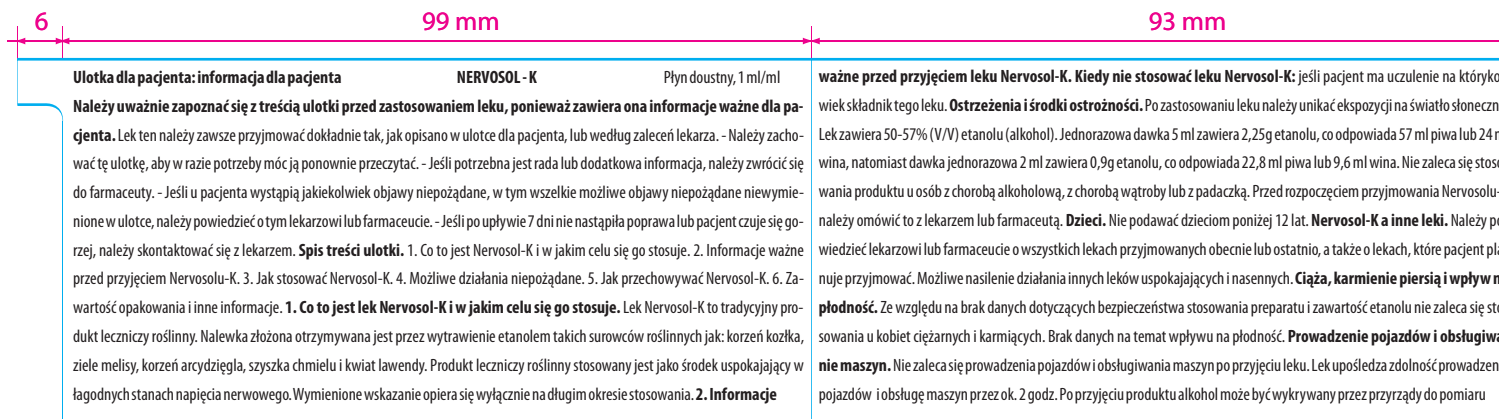 6
99 mm
93 mm
Ulotka dla pacjenta: informacja dla pacjenta NERVOSOL - K Płyn doustny, 1 ml/ml
Należy uważnie zapoznać się z treścią ulotki przed zastosowaniem leku, ponieważ zawiera ona informacje ważne dla pa-
cjenta. Lek ten należy zawsze przyjmować dokładnie tak, jak opisano w ulotce dla pacjenta, lub według zaleceń lekarza. - Należy zacho-
wać tę ulotkę, aby w razie potrzeby móc ją ponownie przeczytać. - Jeśli potrzebna jest rada lub dodatkowa informacja, należy zwrócić się
do farmaceuty. - Jeśli u pacjenta wystąpią jakiekolwiek objawy niepożądane, w tym wszelkie możliwe objawy niepożądane niewymie-
nione w ulotce, należy powiedzieć o tym lekarzowi lub farmaceucie. - Jeśli po upływie 7 dni nie nastąpiła poprawa lub pacjent czuje się go-
rzej, należy skontaktować się z lekarzem. Spis treści ulotki. 1. Co to jest Nervosol-K i w jakim celu się go stosuje. 2. Informacje ważne
przed przyjęciem Nervosolu-K. 3. Jak stosować Nervosol-K. 4. Możliwe działania niepożądane. 5. Jak przechowywać Nervosol-K. 6. Za-
wartość opakowania i inne informacje. 1. Co to jest lek Nervosol-K i w jakim celu się go stosuje. Lek Nervosol-K to tradycyjny pro-
dukt leczniczy roślinny. Nalewka złożona otrzymywana jest przez wytrawienie etanolem takich surowców roślinnych jak: korzeń kozłka,
ziele melisy, korzeń arcydzięgla, szyszka chmielu i kwiat lawendy. Produkt leczniczy roślinny stosowany jest jako środek uspokajający w
łagodnych stanach napięcia nerwowego. Wymienione wskazanie opiera się wyłącznie na długim okresie stosowania. 2. Informacje
ważne przed przyjęciem leku Nervosol-K. Kiedy nie stosować leku Nervosol-K: jeśli pacjent ma uczulenie na któryko
wiek składnik tego leku. Ostrzeżenia i środki ostrożności. Po zastosowaniu leku należy unikać ekspozycji na światło słoneczn
Lek zawiera 50-57% (V/V) etanolu (alkohol). Jednorazowa dawka 5 ml zawiera 2,25g etanolu, co odpowiada 57 ml piwa lub 24 m
wina, natomiast dawka jednorazowa 2 ml zawiera 0,9g etanolu, co odpowiada 22,8 ml piwa lub 9,6 ml wina. Nie zaleca się stoso
wania produktu u osób z chorobą alkoholową, z chorobą wątroby lub z padaczką. Przed rozpoczęciem przyjmowania Nervosolu-
należy omówić to z lekarzem lub farmaceutą. Dzieci. Nie podawać dzieciom poniżej 12 lat. Nervosol-K a inne leki. Należy po
wiedzieć lekarzowi lub farmaceucie o wszystkich lekach przyjmowanych obecnie lub ostatnio, a także o lekach, które pacjent pla
nuje przyjmować. Możliwe nasilenie działania innych leków uspokajających i nasennych. Ciąża, karmienie piersią i wpływ n
płodność. Ze względu na brak danych dotyczących bezpieczeństwa stosowania preparatu i zawartość etanolu nie zaleca się sto
sowania u kobiet ciężarnych i karmiących. Brak danych na temat wpływu na płodność. Prowadzenie pojazdów i obsługiwa
nie maszyn. Nie zaleca się prowadzenia pojazdów i obsługiwania maszyn po przyjęciu leku. Lek upośledza zdolność prowadzen
pojazdów i obsługę maszyn przez ok. 2 godz. Po przyjęciu produktu alkohol może być wykrywany przez przyrządy do pomiaru